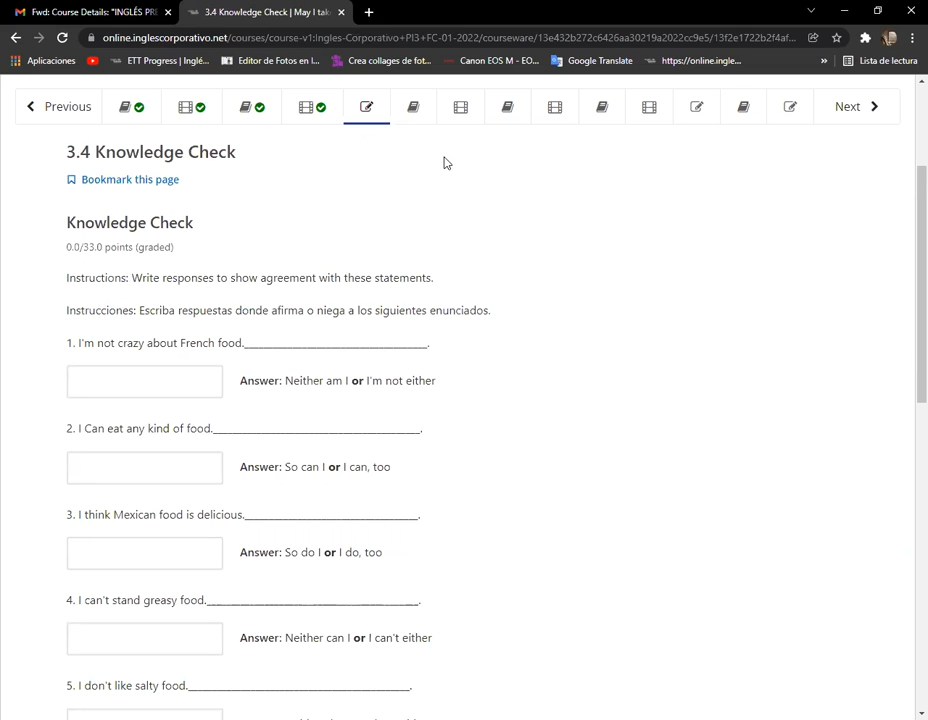 Fwd: Course Details: "INGLÉS PRE
3.4 Knowledge Check | May I tak
online.inglescorporativo.net/courses/course-v1:Ingles-Corporativo+PI3+FC-01-2022/courseware/13e432b272c6426aa30219a2022cc9e5/13f2e1722b2f4af...
Aplicaciones
ETT Progress | Inglé...
Editor de Fotos en l...
Crea collages de fot...
Canon EOS M - EO...
Google Translate
https://online.ingle...
»
Lista de lectura
Previous
Next
3.4 Knowledge Check
Bookmark this page
Knowledge Check
0.0/33.0 points (graded)
Instructions: Write responses to show agreement with these statements.
Instrucciones: Escriba respuestas donde afirma o niega a los siguientes enunciados.
1. I'm not crazy about French food.________________________________.
Answer: Neither am I or I'm not either
2. I Can eat any kind of food.____________________________________.
Answer: So can I or I can, too
3. I think Mexican food is delicious.______________________________.
Answer: So do I or I do, too
4. I can't stand greasy food._____________________________________.
Answer: Neither can I or I can't either
5. I don't like salty food._______________________________________.